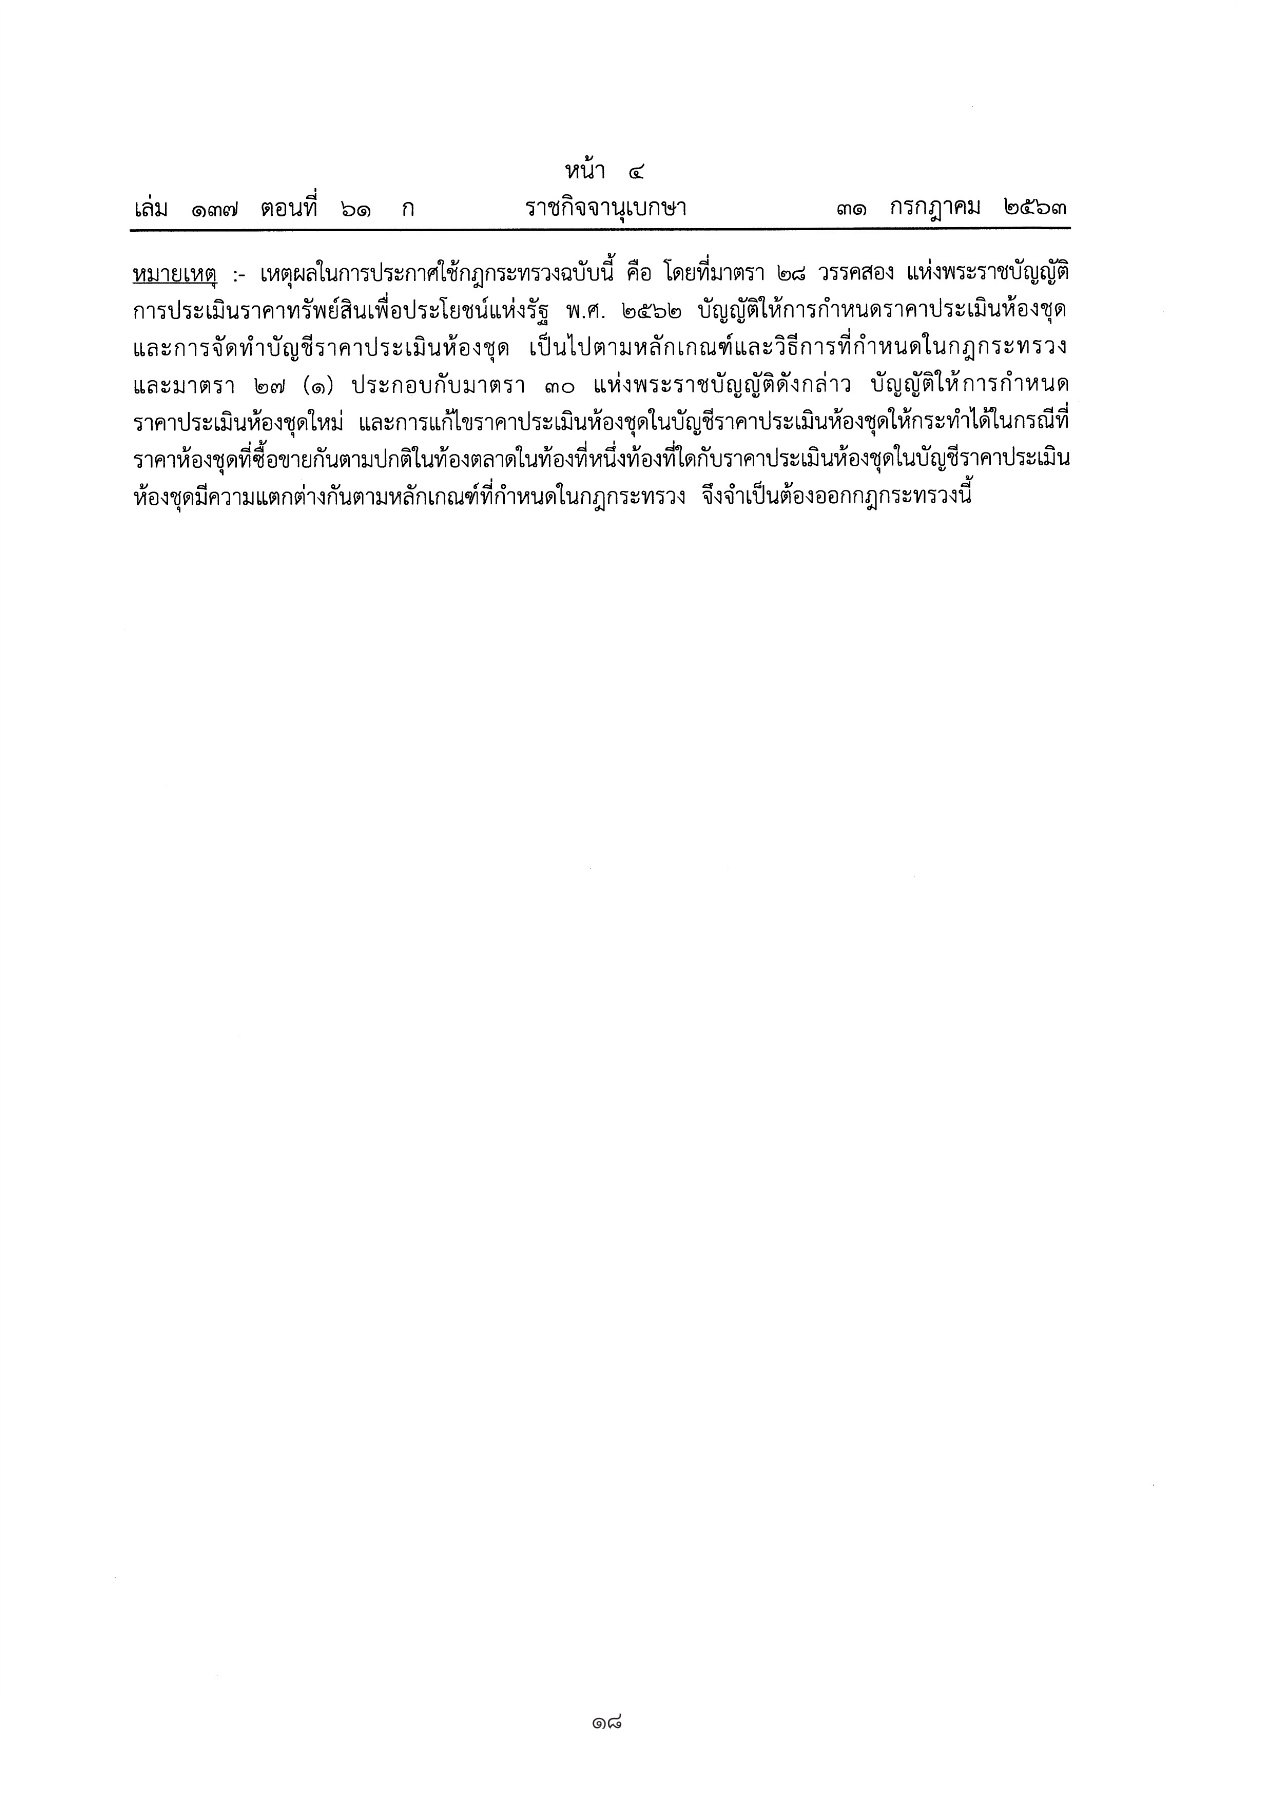 หน้า ๔
เล่ม ๑๓๗ ตอนที่ ๖๑ ก ราชกิจจานุเบกษา ๓๑ กรกฎาคม ๒๕๖๓
หมายเหตุ :- เหตุผลในการประกาศใช้กฎกระทรวงฉบับนี้ คือ โดยที่มาตรา ๒๘ วรรคสอง แห่งพระราชบัญญัติ
การประเมินราคาทรัพย์สินเพื่อประโยชน์แห่งรัฐ พ.ศ. ๒๕๖๒ บัญญัติให้การกำหนดราคาประเมินห้องชุด
และการจัดทำบัญชีราคาประเมินห้องชุด เป็นไปตามหลักเกณฑ์และวิธีการที่กำหนดในกฎกระทรวง
และมาตรา ๒๗ (๑) ประกอบกับมาตรา ๓๐ แห่งพระราชบัญญัติดังกล่าว บัญญัติให้การกำหนด
ราคาประเมินห้องชุดใหม่ และการแก้ไขราคาประเมินห้องชุดในบัญชีราคาประเมินห้องชุดให้กระทำได้ในกรณีที่
ราคาห้องชุดที่ซื้อขายกันตามปกติในท้องตลาดในท้องที่หนึ่งท้องที่ใดกับราคาประเมินห้องชุดในบัญชีราคาประเมิน
ห้องชุดมีความแตกต่างกันตามหลักเกณฑ์ที่กำหนดในกฎกระทรวง จึงจำเป็นต้องออกกฎกระทรวงนี้
๑๘